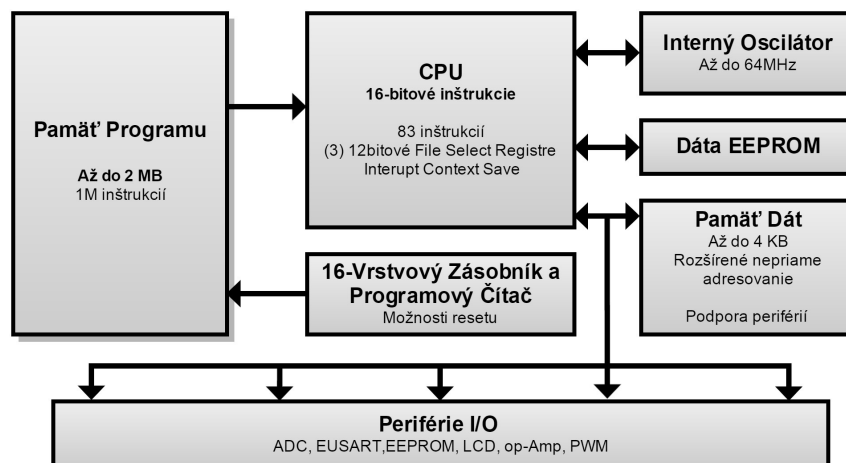 Pamäť Programu
Až do 2 MB
1M inštrukcií
CPU
16-bitové inštrukcie
83 inštrukcií
(3) 12bitové File Select Registre
Interupt Context Save
16-Vrstvový Zásobník a
Programový Čítač
Možnosti resetu
Interný Oscilátor
Až do 64MHz
Dáta EEPROM
Pamäť Dát
Až do 4 KB
Rozšírené nepriame
adresovanie
Podpora periférií
Periférie I/O
ADC, EUSART,EEPROM, LCD, op-Amp, PWM